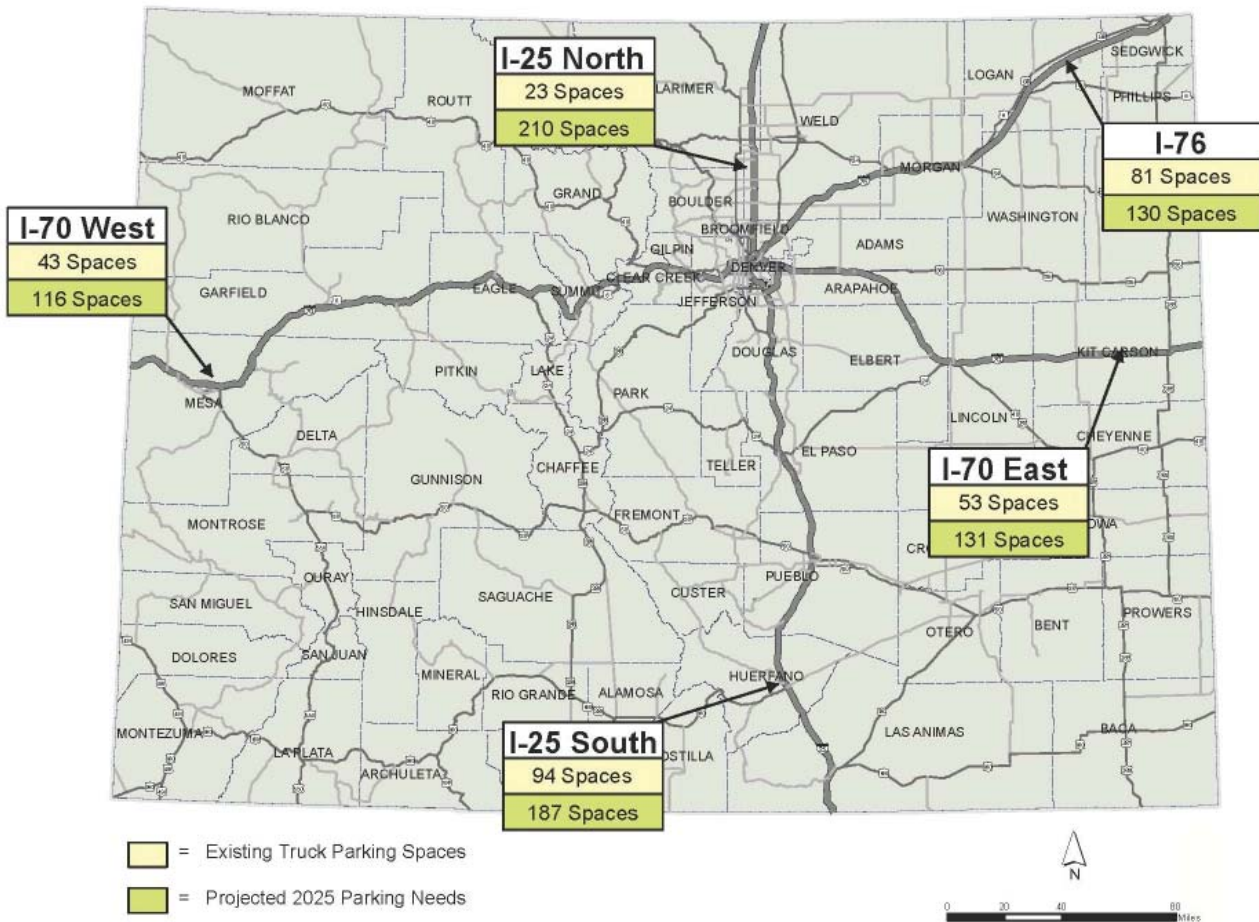 I-25 North
23 Spaces
210 Spaces
I-76
81 Spaces
130 Spaces
I-70 West
43 Spaces
116 Spaces
I-70 East
53 Spaces
131 Spaces
I-25 South
94 Spaces
187 Spaces
MOFFAT
ROUTT
LARIMER
WELD
LOGAN
SEDGWICK
PHILLIPS
MORGAN
WASHINGTON
RIO BLANCO
GRAND
BOULDER
BROOMFIELD
GILPIN
ADAMS
GARFIELD
EAGLE
SUMMIT
CLEAR CREEK
DENVER
JEFFERSON
ARAPAHOE
DOUGLAS
ELBERT
KIT CARSON
MESA
PITKIN
LAKE
PARK
LINCOLN
DELTA
GUNNISON
CHAFFEE
TELLER
EL PASO
CHEYENNE
MONTROSE
FREMONT
OURAY
PUEBLO
SAN MIGUEL
HINSDALE
SAGUACHE
CUSTER
OTERO
BENT
PROWERS
DOLORES
SAN JUAN
MINERAL
RIO GRANDE
ALAMOSA
HUERFANO
MONTEZUMA
LA PLATA
ARCHULETA
OSTILLA
LAS ANIMAS
BACA
= Existing Truck Parking Spaces
= Projected 2025 Parking Needs
N
0 20 40 80
Miles